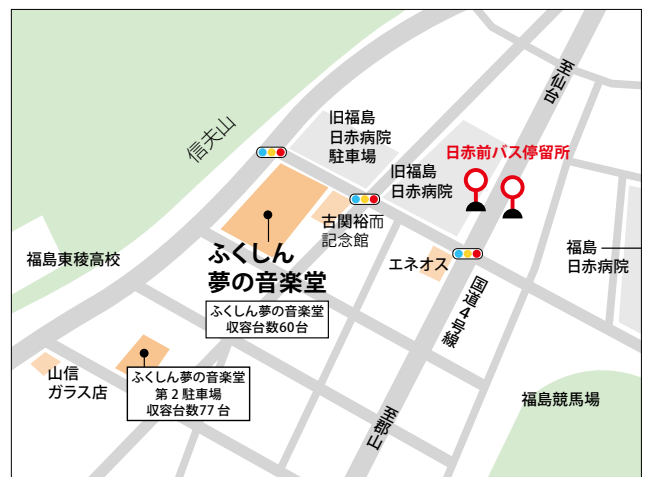 至仙台
信夫山
旧福島
日赤病院
駐車場
日赤前バス停留所
旧福島
日赤病院
古関裕而
記念館
福島東稜高校
ふくしん
夢の音楽堂
エネオス
福島
日赤病院
国道4号線
ふくしん夢の音楽堂
収容台数60台
山信
ガラス店
ふくしん夢の音楽堂
第2駐車場
収容台数77台
福島競馬場
至郡山